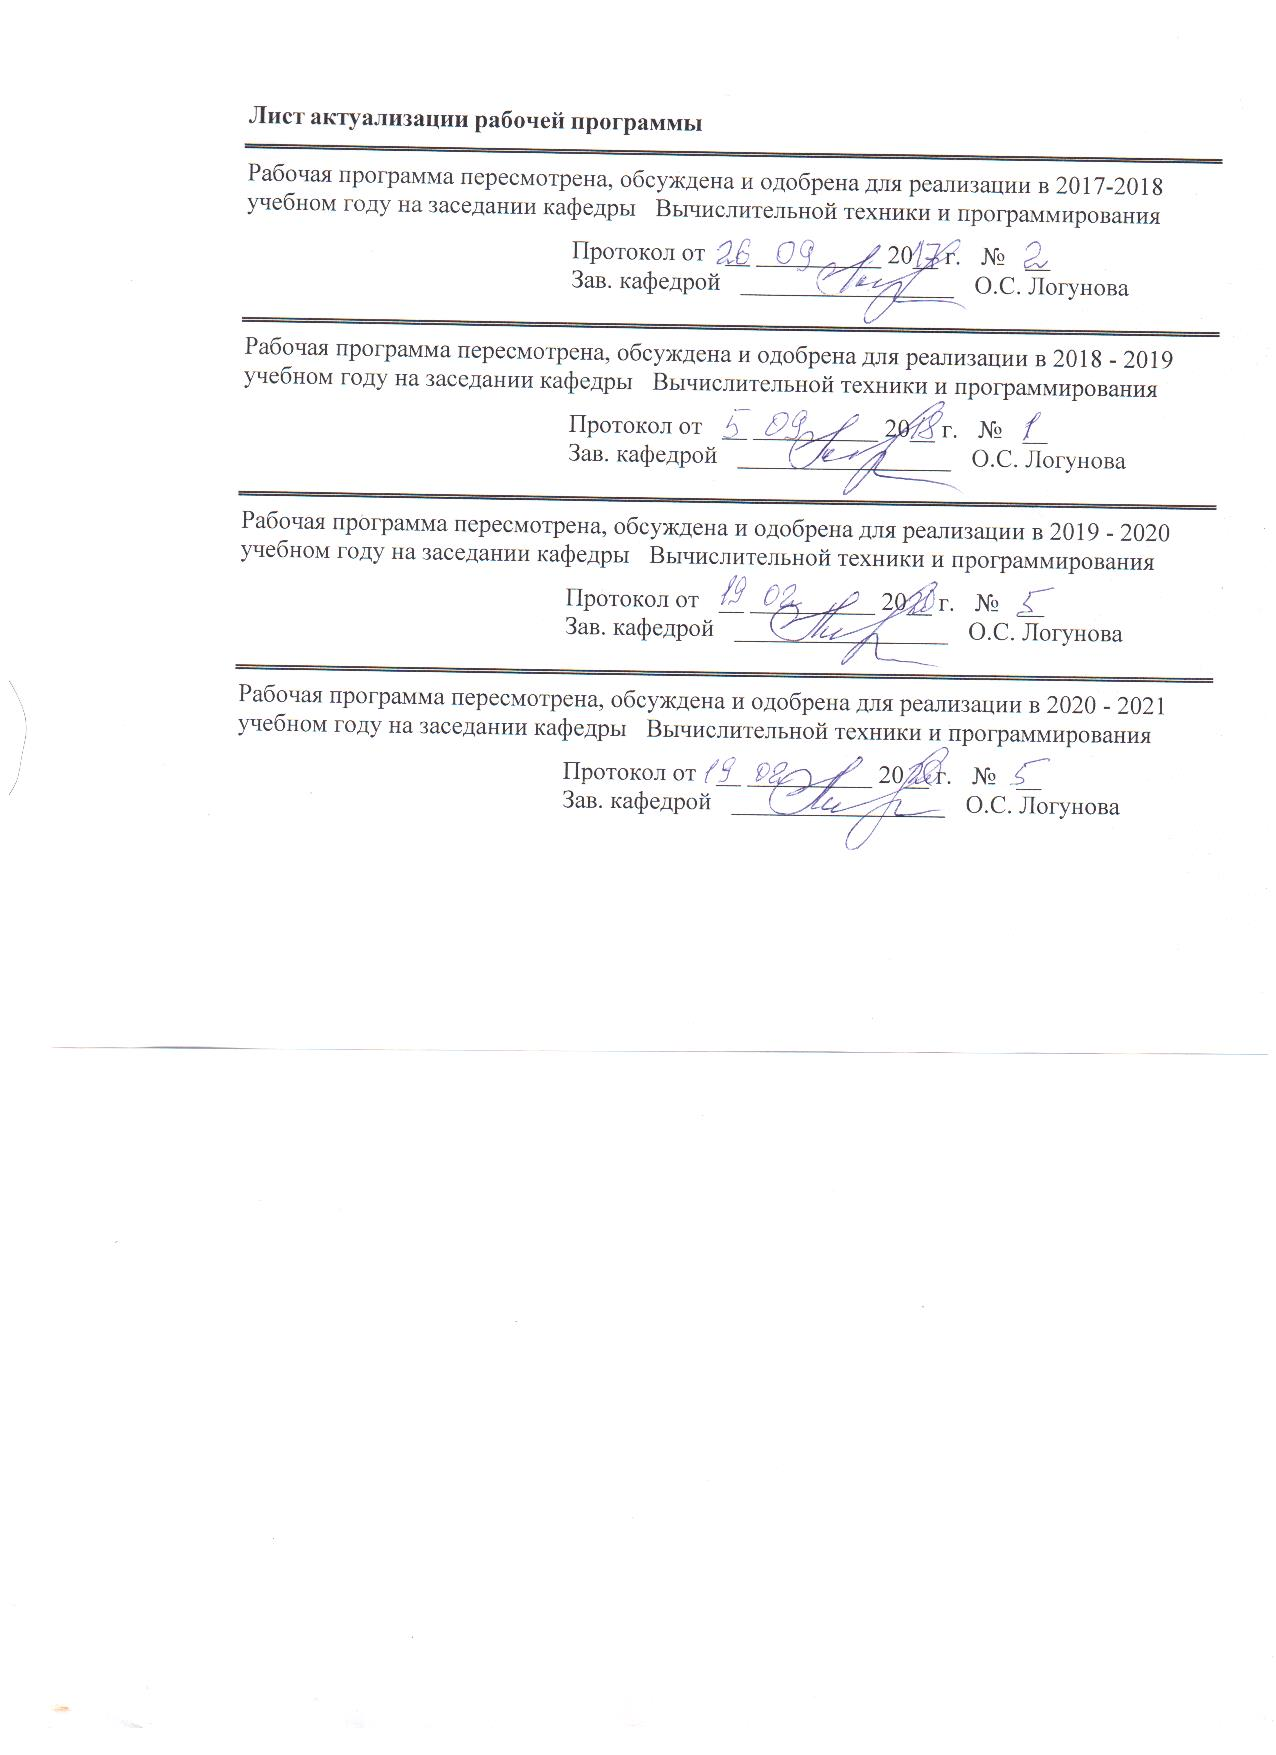 Лист актуализации рабочей программы
Рабочая программа пересмотрена, обсуждена и одобрена для реализации в 2017-2018
учебном году на заседании кафедры Вычислительной техники и программирования
Протокол от 26 09 2017 г. № 2
Зав. кафедрой О.С. Логунова
Рабочая программа пересмотрена, обсуждена и одобрена для реализации в 2018 - 2019
учебном году на заседании кафедры Вычислительной техники и программирования
Протокол от 5 09 2018 г. № 1
Зав. кафедрой О.С. Логунова
Рабочая программа пересмотрена, обсуждена и одобрена для реализации в 2019 - 2020
учебном году на заседании кафедры Вычислительной техники и программирования
Протокол от 19 02 2020 г. № 5
Зав. кафедрой О.С. Логунова
Рабочая программа пересмотрена, обсуждена и одобрена для реализации в 2020 - 2021
учебном году на заседании кафедры Вычислительной техники и программирования
Протокол от 19 02 2020 г. № 5
Зав. кафедрой О.С. Логунова